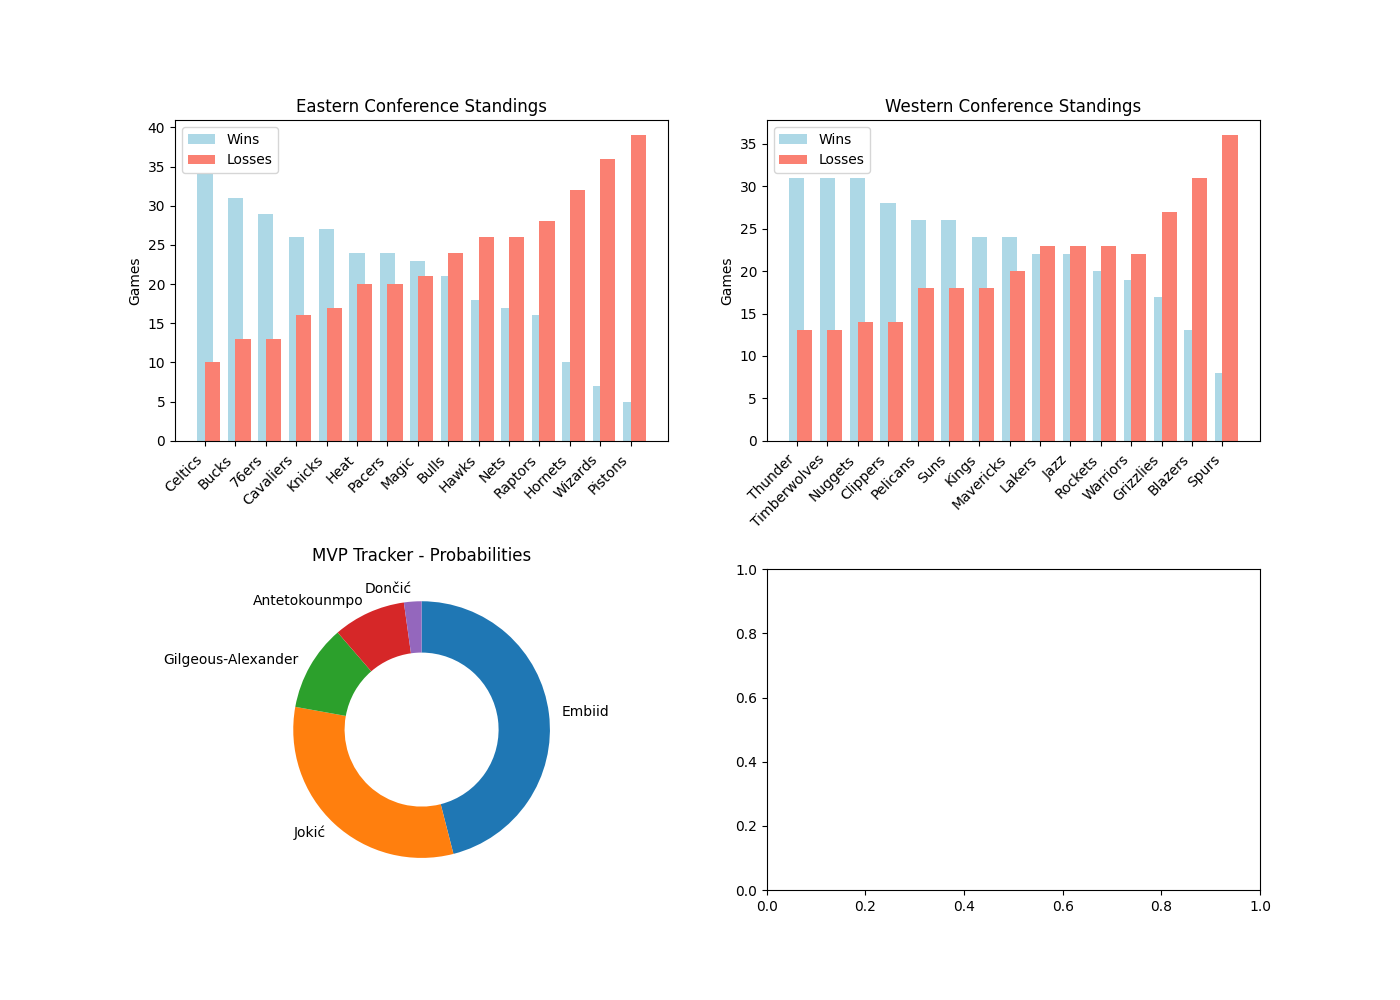 Eastern Conference Standings
Wins
Losses
Games
40
35
30
25
20
15
10
5
0
Celtics
Bucks
76ers
Cavaliers
Knicks
Heat
Pacers
Magic
Bulls
Hawks
Nets
Raptors
Hornets
Wizards
Pistons
Western Conference Standings
Wins
Losses
Games
35
30
25
20
15
10
5
0
Thunder
Timberwolves
Nuggets
Clippers
Pelicans
Suns
Kings
Mavericks
Lakers
Jazz
Rockets
Warriors
Grizzlies
Blazers
Spurs
MVP Tracker - Probabilities
Dončić
Antetokounmpo
Gilgeous-Alexander
Embiid
Jokić
1.0
0.8
0.6
0.4
0.2
0.0
0.0
0.2
0.4
0.6
0.8
1.0